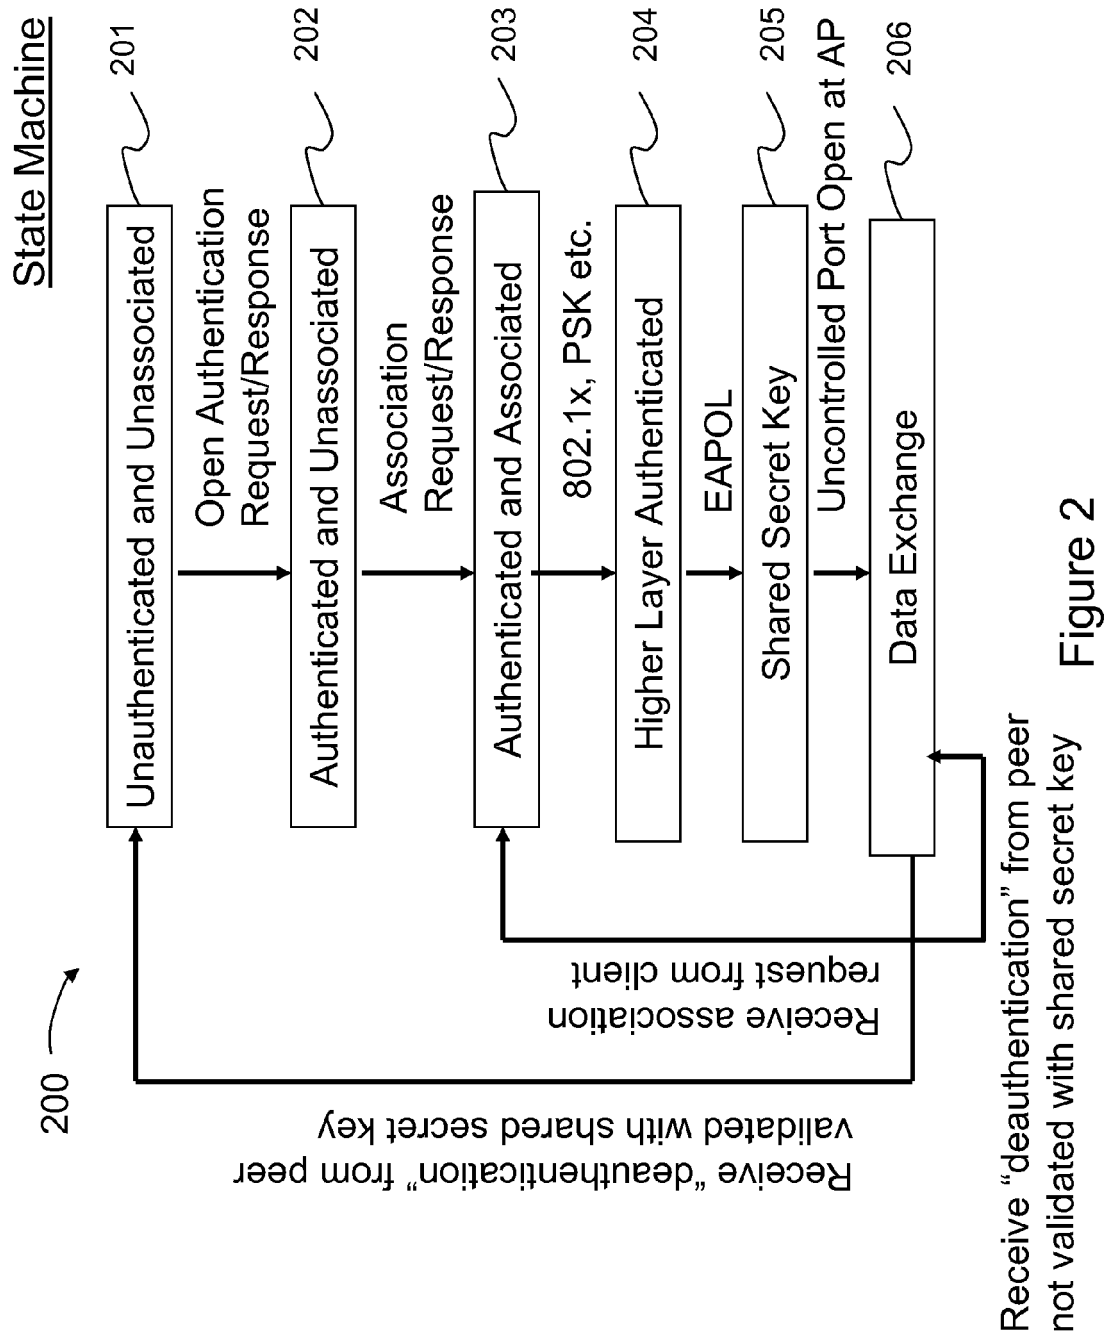 State Machine
200
Unauthenticated and Unassociated
201
Open Authentication
Request/Response
Authenticated and Unassociated
202
Association
Request/Response
Authenticated and Associated
203
802.1x, PSK etc.
Higher Layer Authenticated
204
EAPOL
Shared Secret Key
205
Uncontrolled Port Open at AP
Data Exchange
206
Receive association
request from client
Receive “deauthentication” from peer
validated with shared secret key
Receive “deauthentication” from peer
not validated with shared secret key
Figure 2